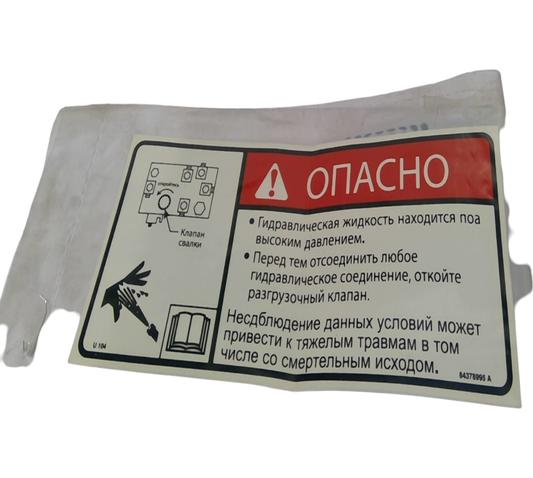 ОПАСНО
• Гидравлическая жидкость находится поа
высоким давлением.
• Перед тем отсоединить любое
гидравлическое соединение, откойте
разгрузочный клапан.
Несдблюдение данных условий может
привести к тяжелым травмам в том
числе со смертельным исходом.
Клапан
свалки
U 104
84378995 A